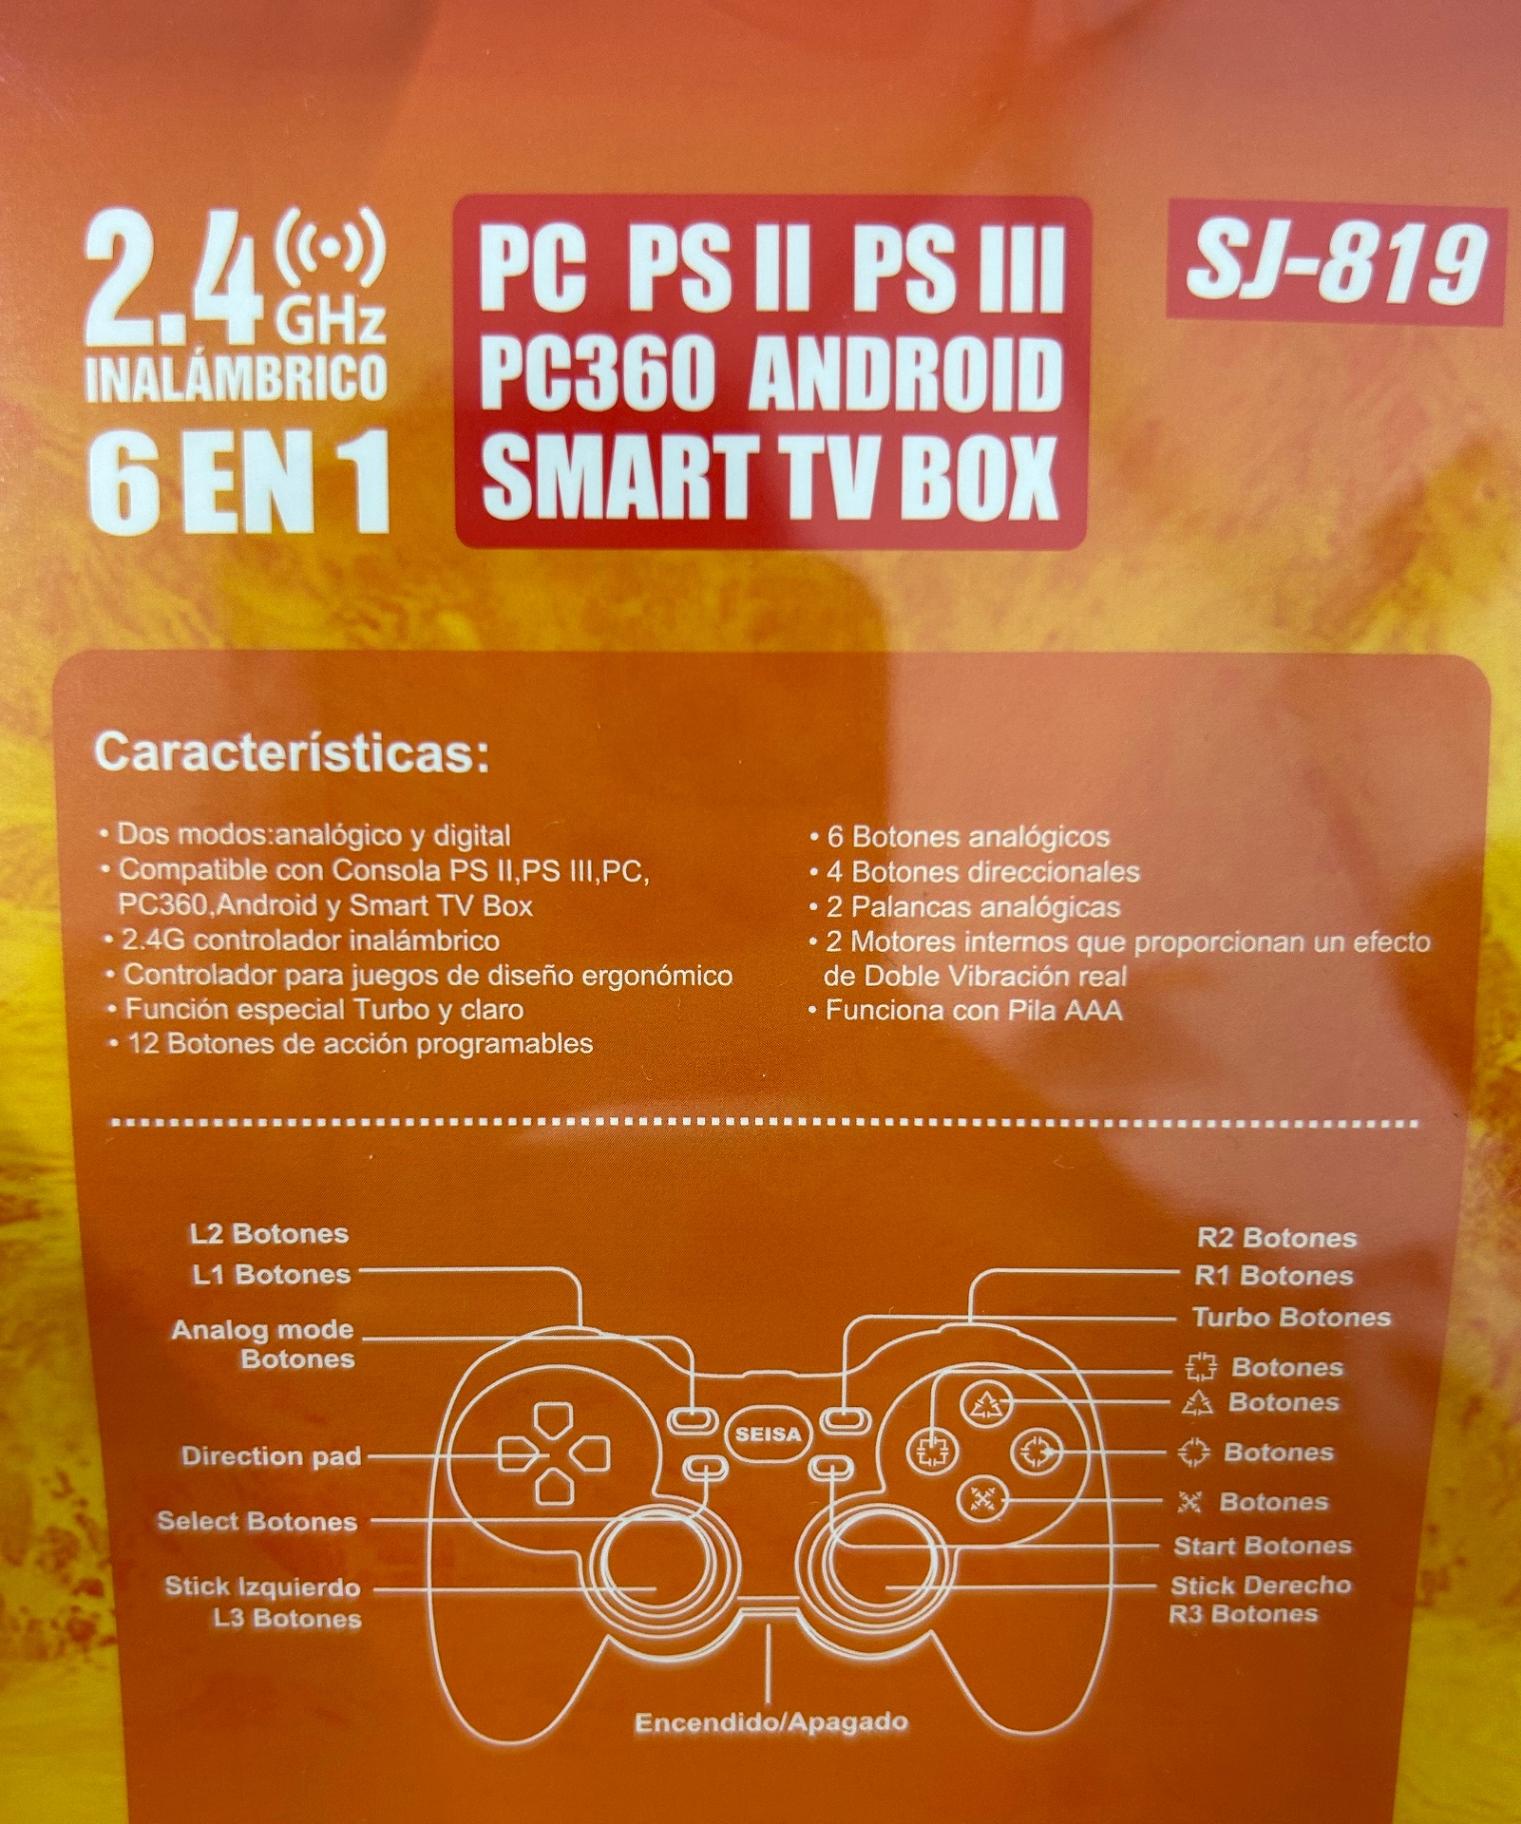 2.4 GHz
INALÁMBRICO
6 EN 1
PC PS II PS III
PC360 ANDROID
SMART TV BOX
SJ-819
Características:
• Dos modos:analógico y digital
• Compatible con Consola PS II,PS III,PC,
PC360,Android y Smart TV Box
• 2.4G controlador inalámbrico
• Controlador para juegos de diseño ergonómico
• Función especial Turbo y claro
• 12 Botones de acción programables
• 6 Botones analógicos
• 4 Botones direccionales
• 2 Palancas analógicas
• 2 Motores internos que proporcionan un efecto
de Doble Vibración real
• Funciona con Pila AAA
L2 Botones
L1 Botones
Analog mode
Botones
Direction pad
Select Botones
Stick Izquierdo
L3 Botones
SEISA
R2 Botones
R1 Botones
Turbo Botones
Botones
Botones
Botones
Botones
Start Botones
Stick Derecho
R3 Botones
Encendido/Apagado